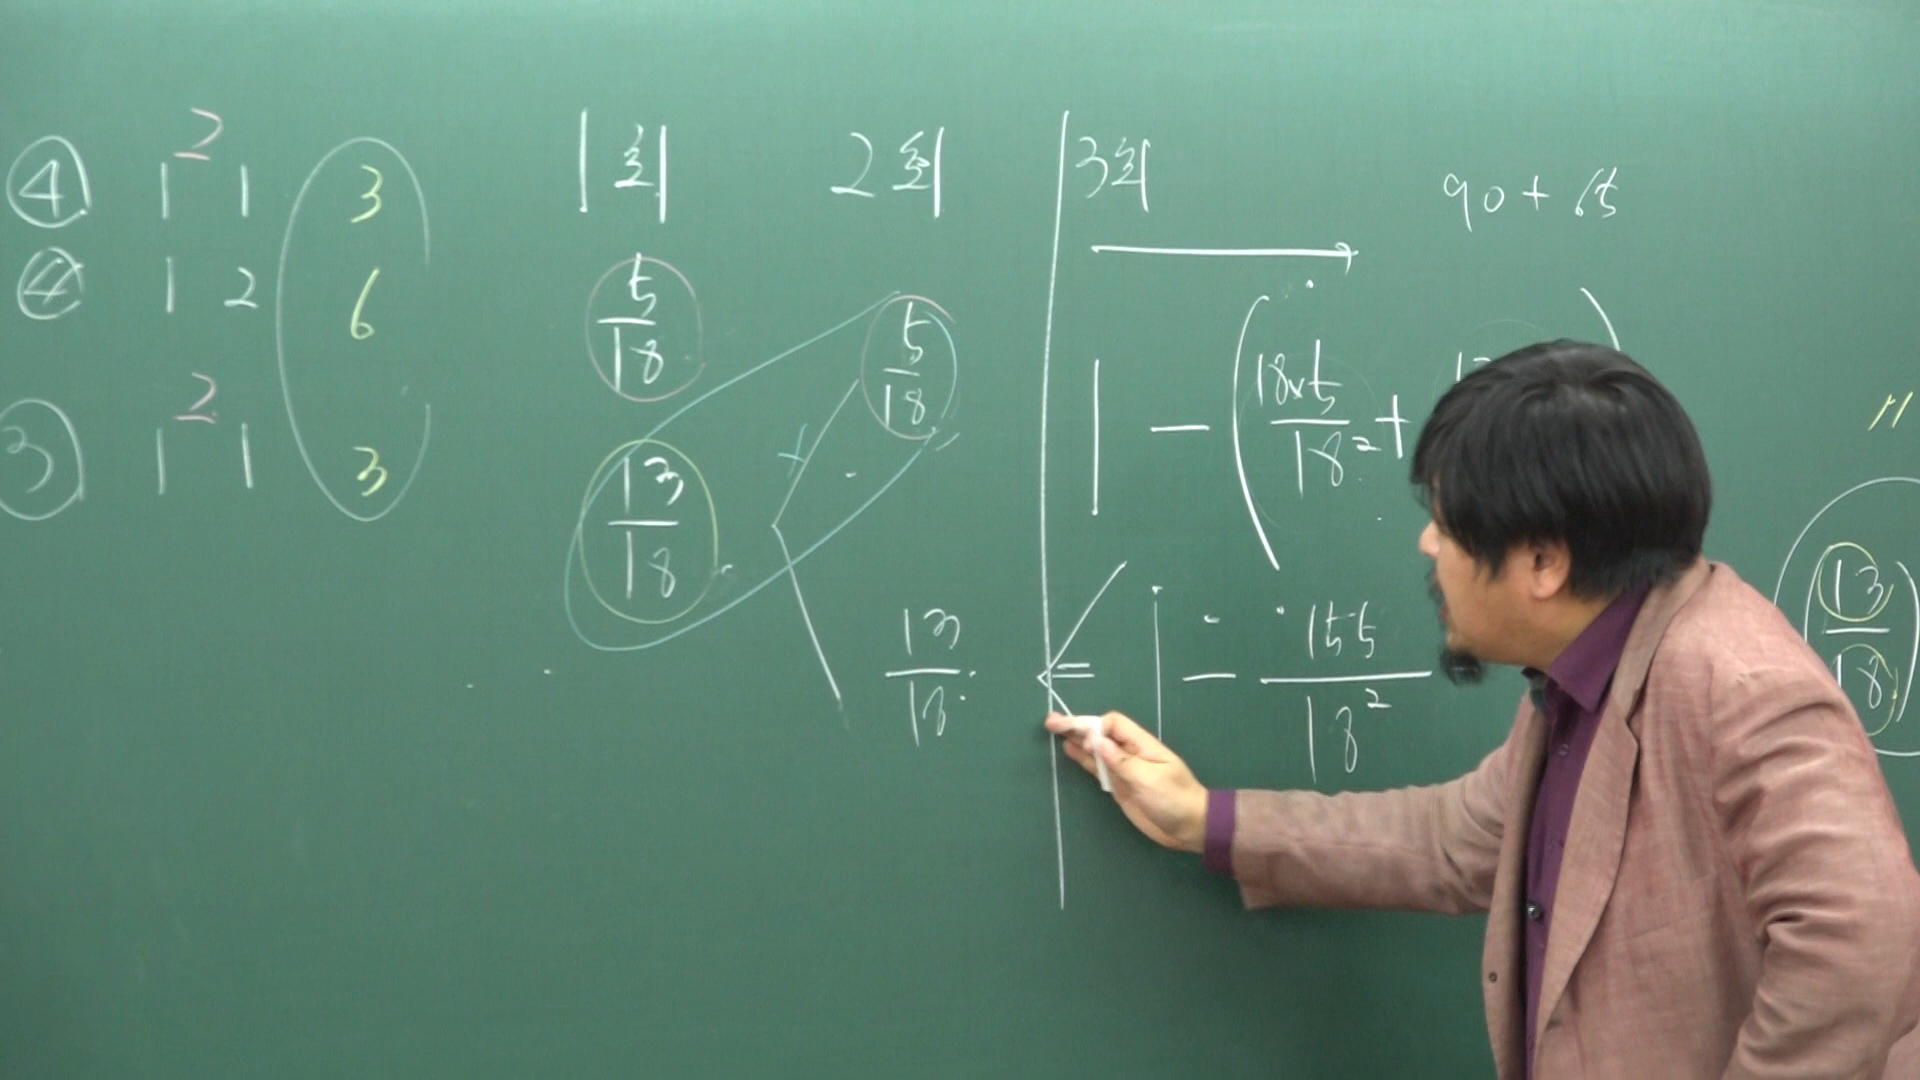 ④ 1 2 1 3
④ 1 2 6
③ 1 2 1 3
1회 2회 3회
5/18 5/18
13/18 13/18
90 + 65
1 - ( 18×5/18² +
= 1 - 155/18²
(13/18)